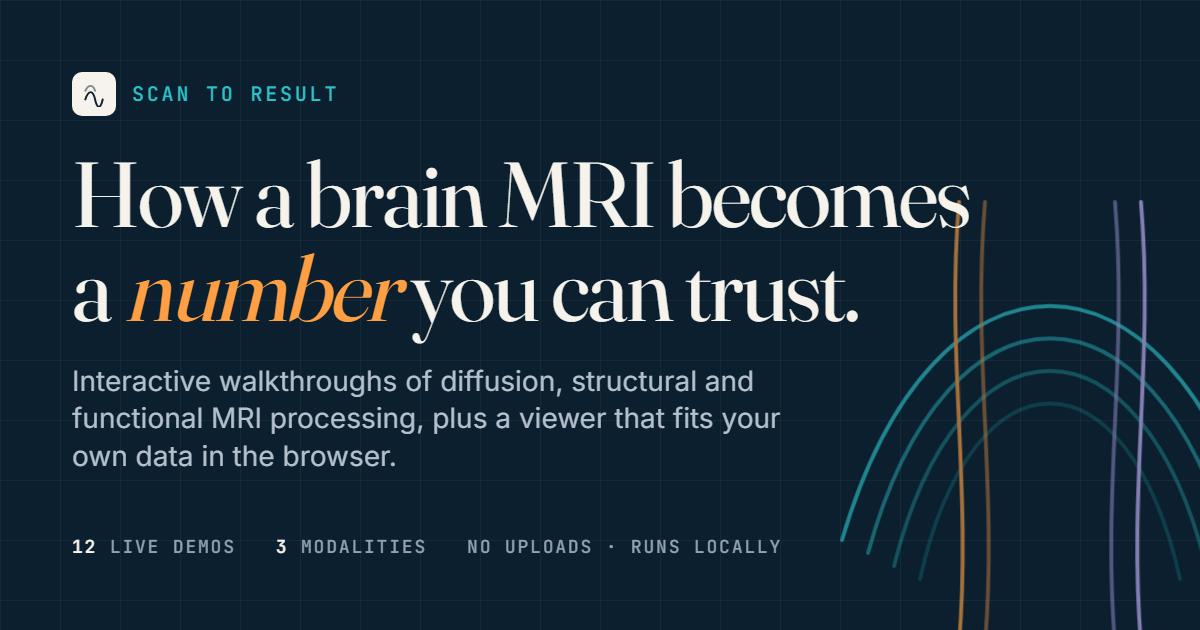 SCAN TO RESULT
How a brain MRI becomes
a number you can trust.
Interactive walkthroughs of diffusion, structural and
functional MRI processing, plus a viewer that fits your
own data in the browser.
12 LIVE DEMOS 3 MODALITIES NO UPLOADS · RUNS LOCALLY